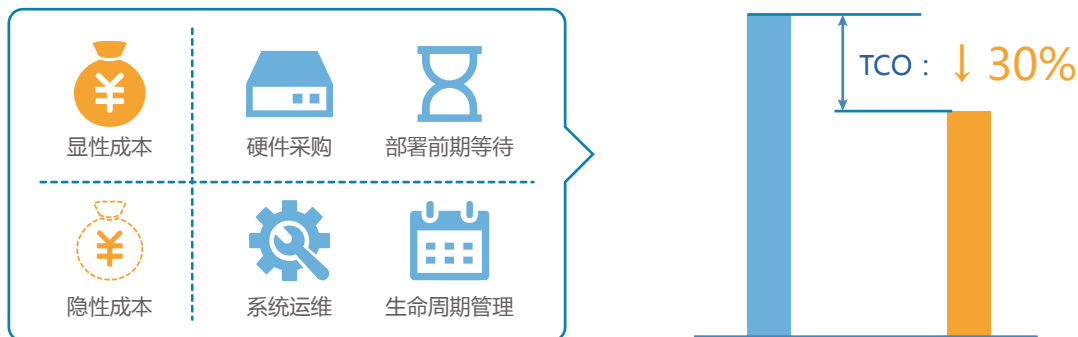 ¥
显性成本
硬件采购
部署前期等待
¥
隐性成本
系统运维
生命周期管理
TCO：↓ 30%